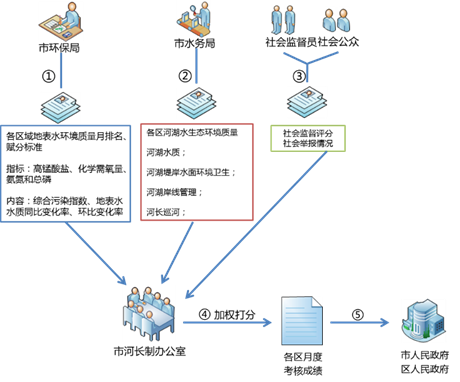 市环保局
市水务局
社会监督员 社会公众
①
②
③
各区域地表水环境质量月排名、
赋分标准
指标：高锰酸盐、化学需氧量、
氨氮和总磷
内容：综合污染指数、地表水
水质同比变化率、环比变化率
各区河湖水生态环境质量
河湖水质；
河湖堤岸水面环境卫生；
河湖岸线管理；
河长巡河；
社会监督评分
社会举报情况
市河长制办公室
④ 加权打分
各区月度
考核成绩
⑤
市人民政府
区人民政府